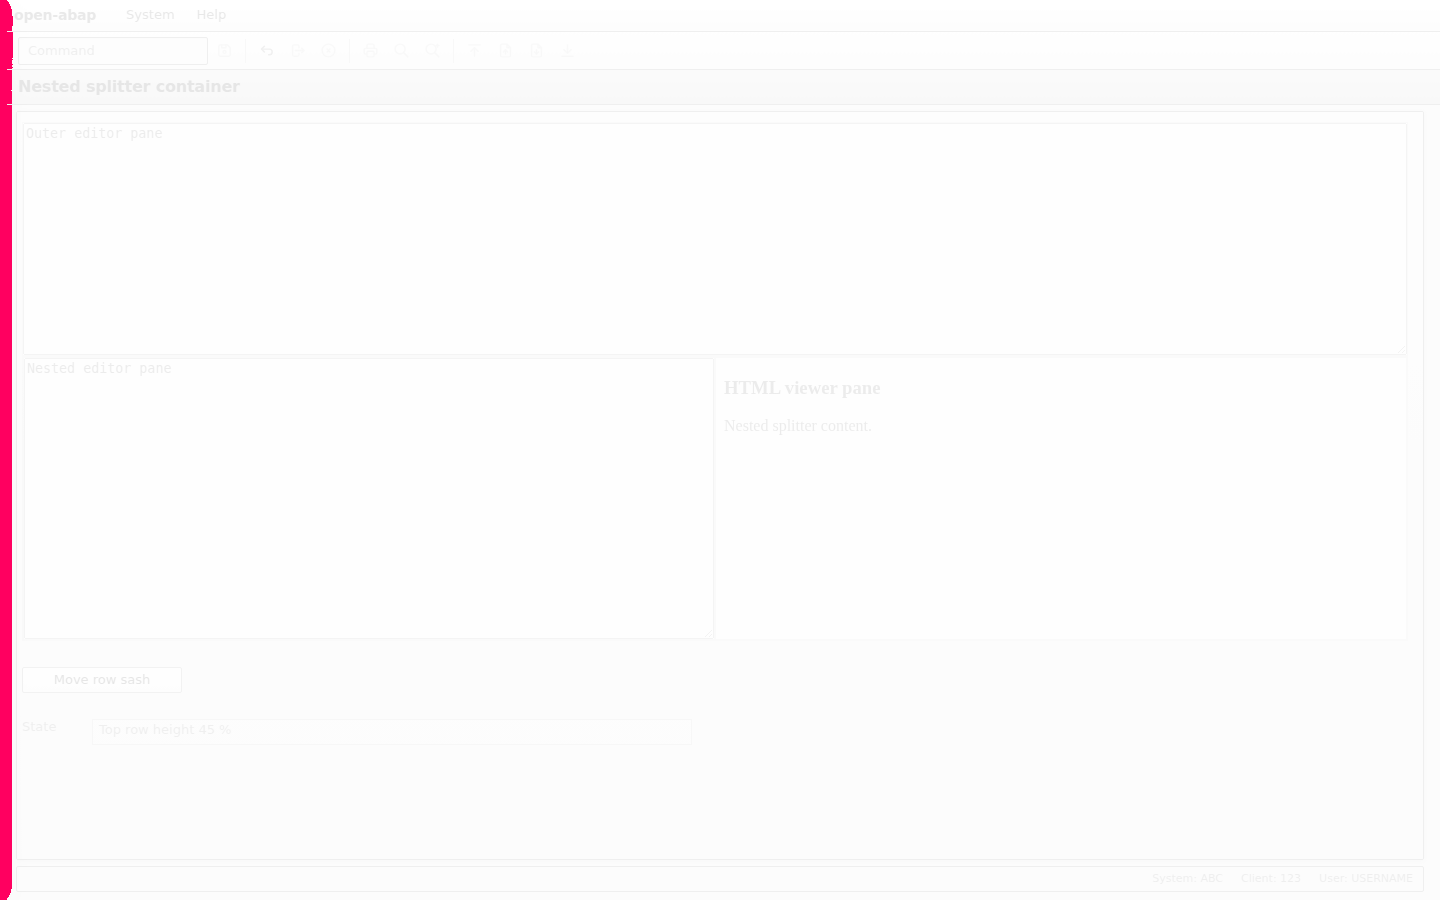 open-abap System Help
Command
Nested splitter container
Outer editor pane
Nested editor pane
HTML viewer pane
Nested splitter content.
Move row sash
State Top row height 45 %
System: ABC Client: 123 User: USERNAME